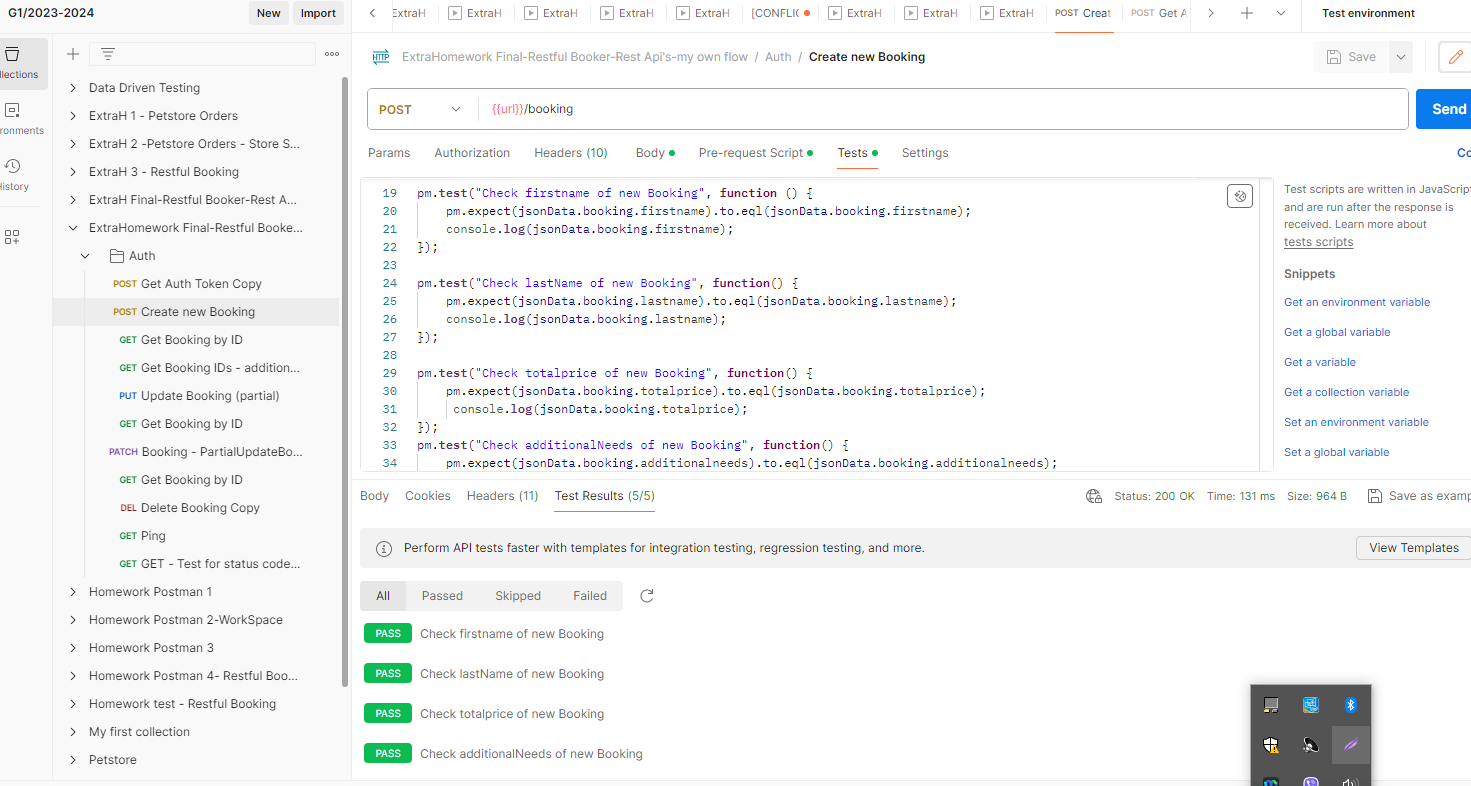 G1/2023-2024
New
Import
ExtraH
ExtraH
ExtraH
ExtraH
ExtraH
[CONFLIC
ExtraH
ExtraH
ExtraH
POST Creat
POST Get A
Test environment
llections
ronments
History
Data Driven Testing
ExtraH 1 - Petstore Orders
ExtraH 2 -Petstore Orders - Store S...
ExtraH 3 - Restful Booking
ExtraH Final-Restful Booker-Rest A...
ExtraHomework Final-Restful Booke...
Auth
POST Get Auth Token Copy
POST Create new Booking
GET Get Booking by ID
GET Get Booking IDs - addition...
PUT Update Booking (partial)
GET Get Booking by ID
PATCH Booking - PartialUpdateBo...
GET Get Booking by ID
DEL Delete Booking Copy
GET Ping
GET GET - Test for status code...
Homework Postman 1
Homework Postman 2-WorkSpace
Homework Postman 3
Homework Postman 4- Restful Boo...
Homework test - Restful Booking
My first collection
Petstore
HTTP ExtraHomework Final-Restful Booker-Rest Api's-my own flow / Auth / Create new Booking
Save
POST
{{url}}/booking
Send
Params
Authorization
Headers (10)
Body
Pre-request Script
Tests
Settings
Co
19 pm.test("Check firstname of new Booking", function () {
20 pm.expect(jsonData.booking.firstname).to.eql(jsonData.booking.firstname);
21 console.log(jsonData.booking.firstname);
22 });
23
24 pm.test("Check lastName of new Booking", function() {
25 pm.expect(jsonData.booking.lastname).to.eql(jsonData.booking.lastname);
26 console.log(jsonData.booking.lastname);
27 });
28
29 pm.test("Check totalprice of new Booking", function() {
30 pm.expect(jsonData.booking.totalprice).to.eql(jsonData.booking.totalprice);
31 console.log(jsonData.booking.totalprice);
32 });
33 pm.test("Check additionalNeeds of new Booking", function() {
34 pm.expect(jsonData.booking.additionalneeds).to.eql(jsonData.booking.additionalneeds);
Test scripts are written in JavaScript
and are run after the response is
received. Learn more about
tests scripts
Snippets
Get an environment variable
Get a global variable
Get a variable
Get a collection variable
Set an environment variable
Set a global variable
Body
Cookies
Headers (11)
Test Results (5/5)
Status: 200 OK
Time: 131 ms
Size: 964 B
Save as examp
Perform API tests faster with templates for integration testing, regression testing, and more.
View Templates
All
Passed
Skipped
Failed
PASS Check firstname of new Booking
PASS Check lastName of new Booking
PASS Check totalprice of new Booking
PASS Check additionalNeeds of new Booking